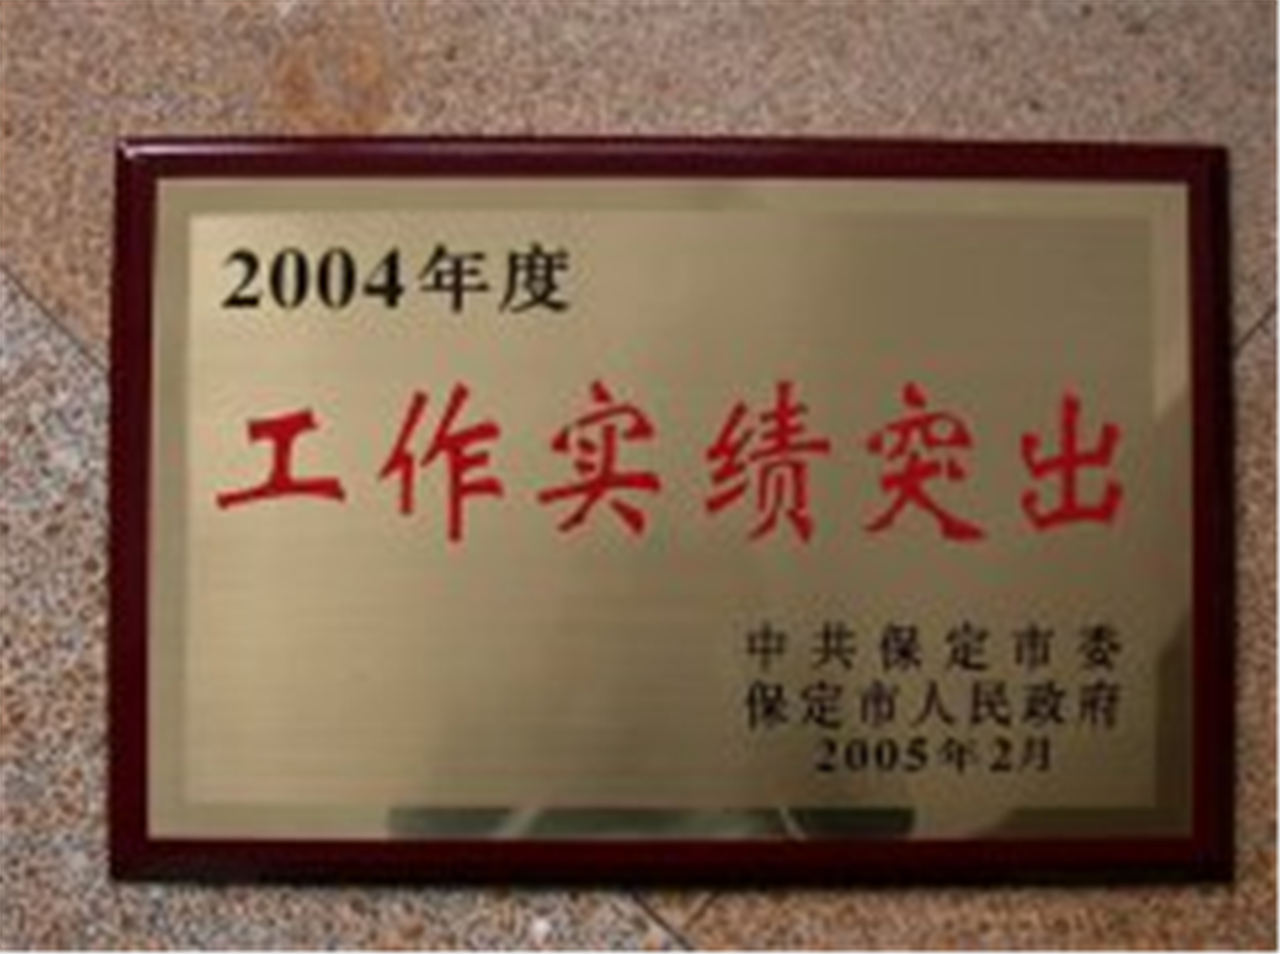 2004年度
工作实绩突出
中共保定市委
保定市人民政府
2005年2月